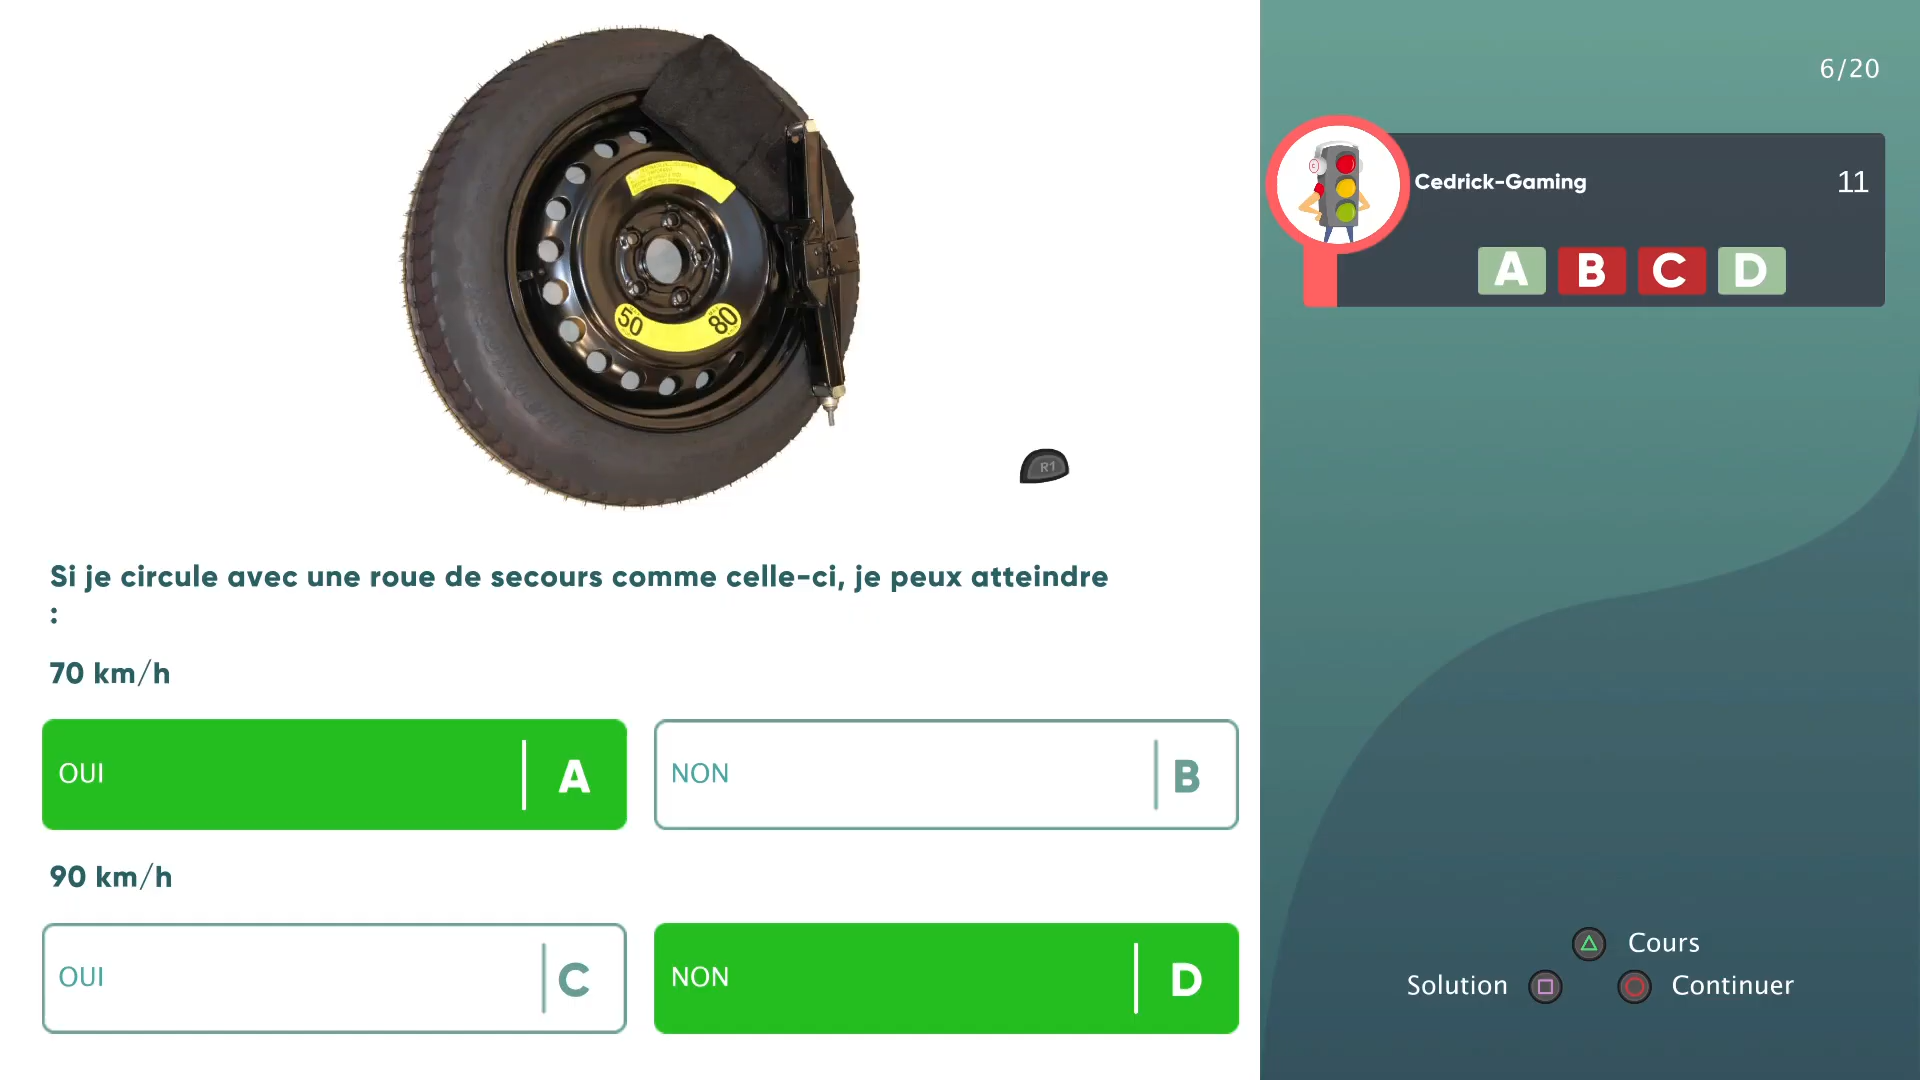 50
80
R1
Si je circule avec une roue de secours comme celle-ci, je peux atteindre
:
70 km/h
OUI
A
NON
B
90 km/h
OUI
C
NON
D
6/20
Cedrick-Gaming
11
A
B
C
D
Cours
Solution
Continuer